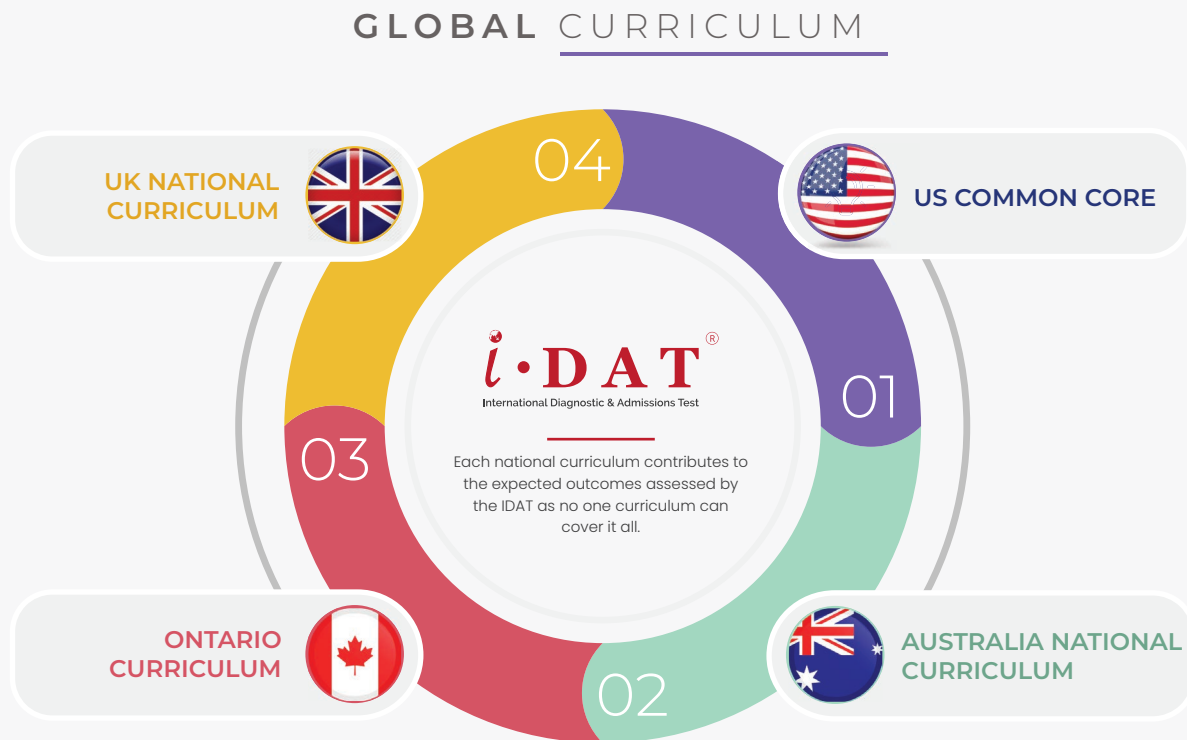 GLOBAL CURRICULUM
04
UK NATIONAL
CURRICULUM
US COMMON CORE
01
i·DAT®
International Diagnostic & Admissions Test
Each national curriculum contributes to
the expected outcomes assessed by
the IDAT as no one curriculum can
cover it all.
03
ONTARIO
CURRICULUM
AUSTRALIA NATIONAL
CURRICULUM
02